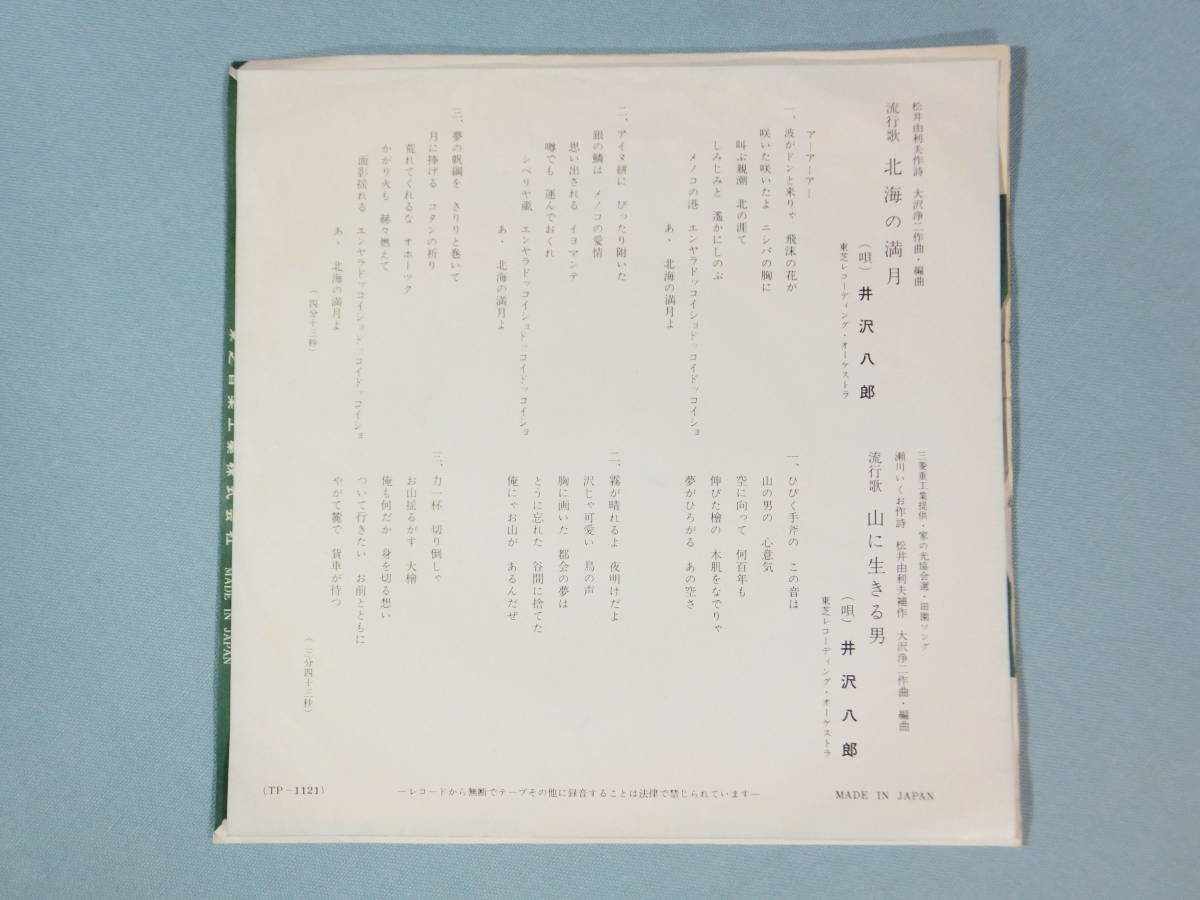 松井由利夫作詩　大沢浄二作曲・編曲
流行歌　北海の満月
（唄）井沢八郎
東芝レコーディング・オーケストラ
アーアーアーアー
一、波がドンと来りゃ　飛沫の花が
咲いた咲いたよ　ニシパの胸に
叫ぶ親潮　北の涯て
しみじみと　遙かにしのぶ
メノコの港　エンヤラドッコイショドッコイドッコイショ
あゝ　北海の満月よ
二、アイヌ絣に　ぴったり附いた
銀の鱗は　メノコの愛情
思い出される　イヨマンテ
噂でも　運んでおくれ
シベリヤ颪　エンヤラドッコイショドッコイドッコイショ
あゝ　北海の満月よ
三、夢の帆綱を　きりりと巻いて
月に捧げる　コタンの祈り
荒れてくれるな　オホーツク
かがり火も　赫々燃えて
面影揺れる　エンヤラドッコイショドッコイドッコイショ
あゝ　北海の満月よ
（四分十三秒）
三菱重工業提供・家の光協会選・田園ソング
瀬川いくお作詩　松井由利夫補作　大沢浄二作曲・編曲
流行歌　山に生きる男
（唄）井沢八郎
東芝レコーディング・オーケストラ
一、ひびく手斧の　この音は
山の男の　心意気
空に向って　何百年も
伸びた檜の　木肌をなでりゃ
夢がひろがる　あの空さ
二、霧が晴れるよ　夜明けだよ
沢じゃ可愛い　鳥の声
胸に画いた　都会の夢は
とうに忘れた　谷間に捨てた
俺にゃお山が　あるんだぜ
三、力一杯　切り倒しゃ
お山揺るがす　大檜
俺も何だか　身を切る想い
ついて行きたい　お前とともに
やがて麓で　貨車が待つ
（三分四十三秒）
(TP-1121)
―レコードから無断でテープその他に録音することは法律で禁じられています―
MADE IN JAPAN
工業株式会社　MADE IN JAPAN